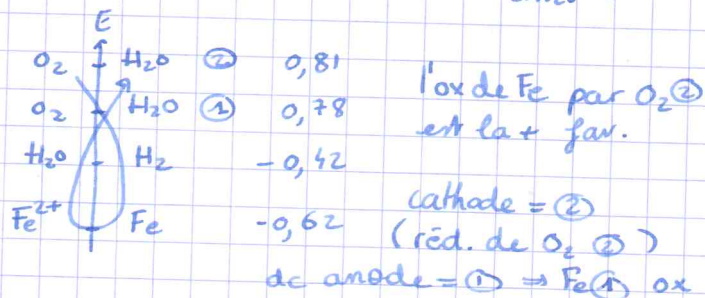 E
O₂ H₂O ② 0,81
O₂ H₂O ① 0,78
H₂O H₂ - 0,42
Fe²⁺ Fe -0,62
l'ox de Fe par O₂ ②
est la + fav.
cathode = ②
(réd. de O₂ ②)
dc anode = ① ⇒ Fe ① ox